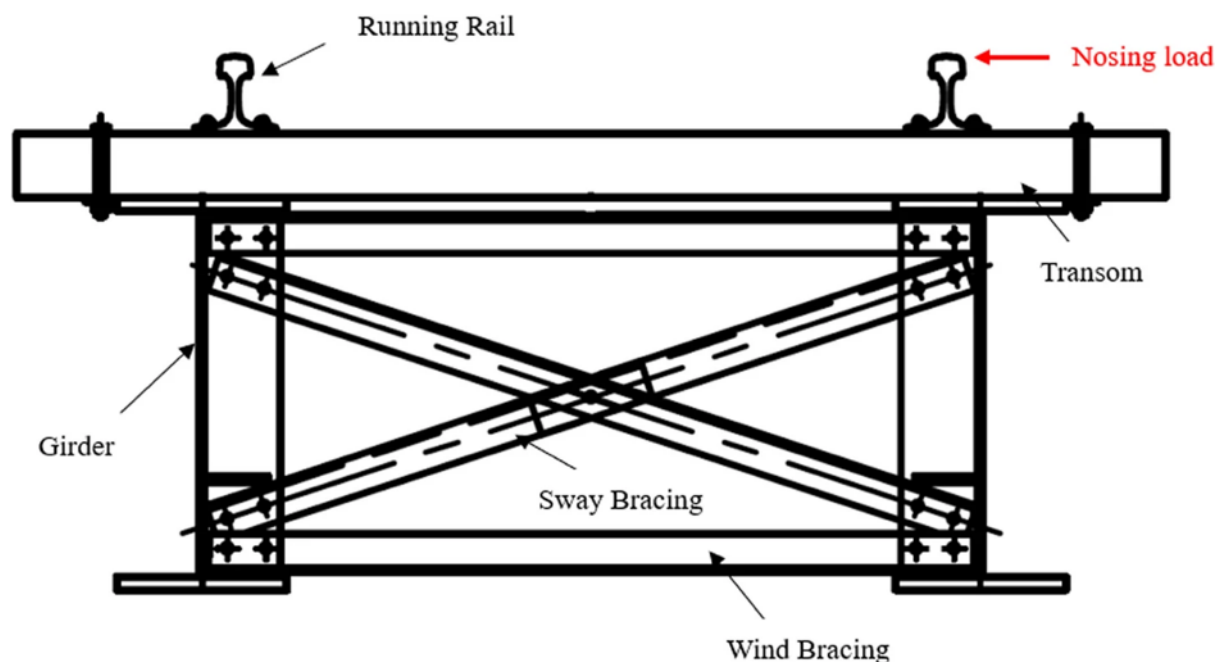 Running Rail
Nosing load
Transom
Girder
Sway Bracing
Wind Bracing